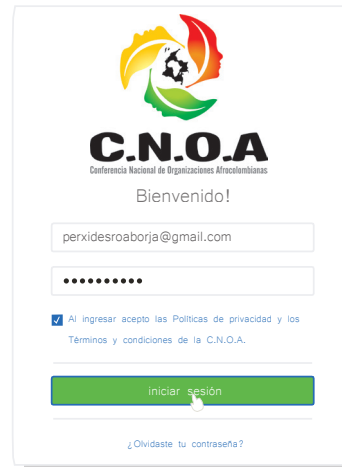 C.N.O.A
Conferencia Nacional de Organizaciones Afrocolombianas
Bienvenido!
perxidesroaborja@gmail.com
••••••••••
Al ingresar acepto las Políticas de privacidad y los
Términos y condiciones de la C.N.O.A.
iniciar sesión
¿Olvidaste tu contraseña?